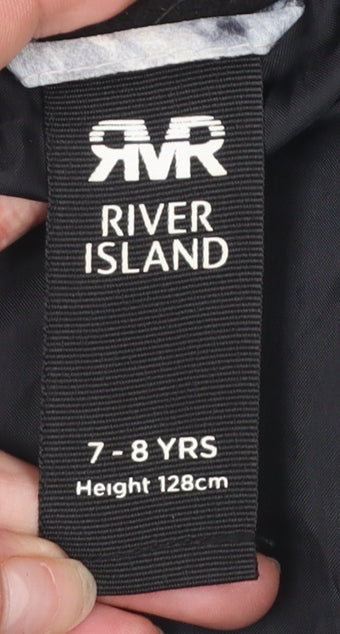 RIVER
ISLAND
7 - 8 YRS
Height 128cm